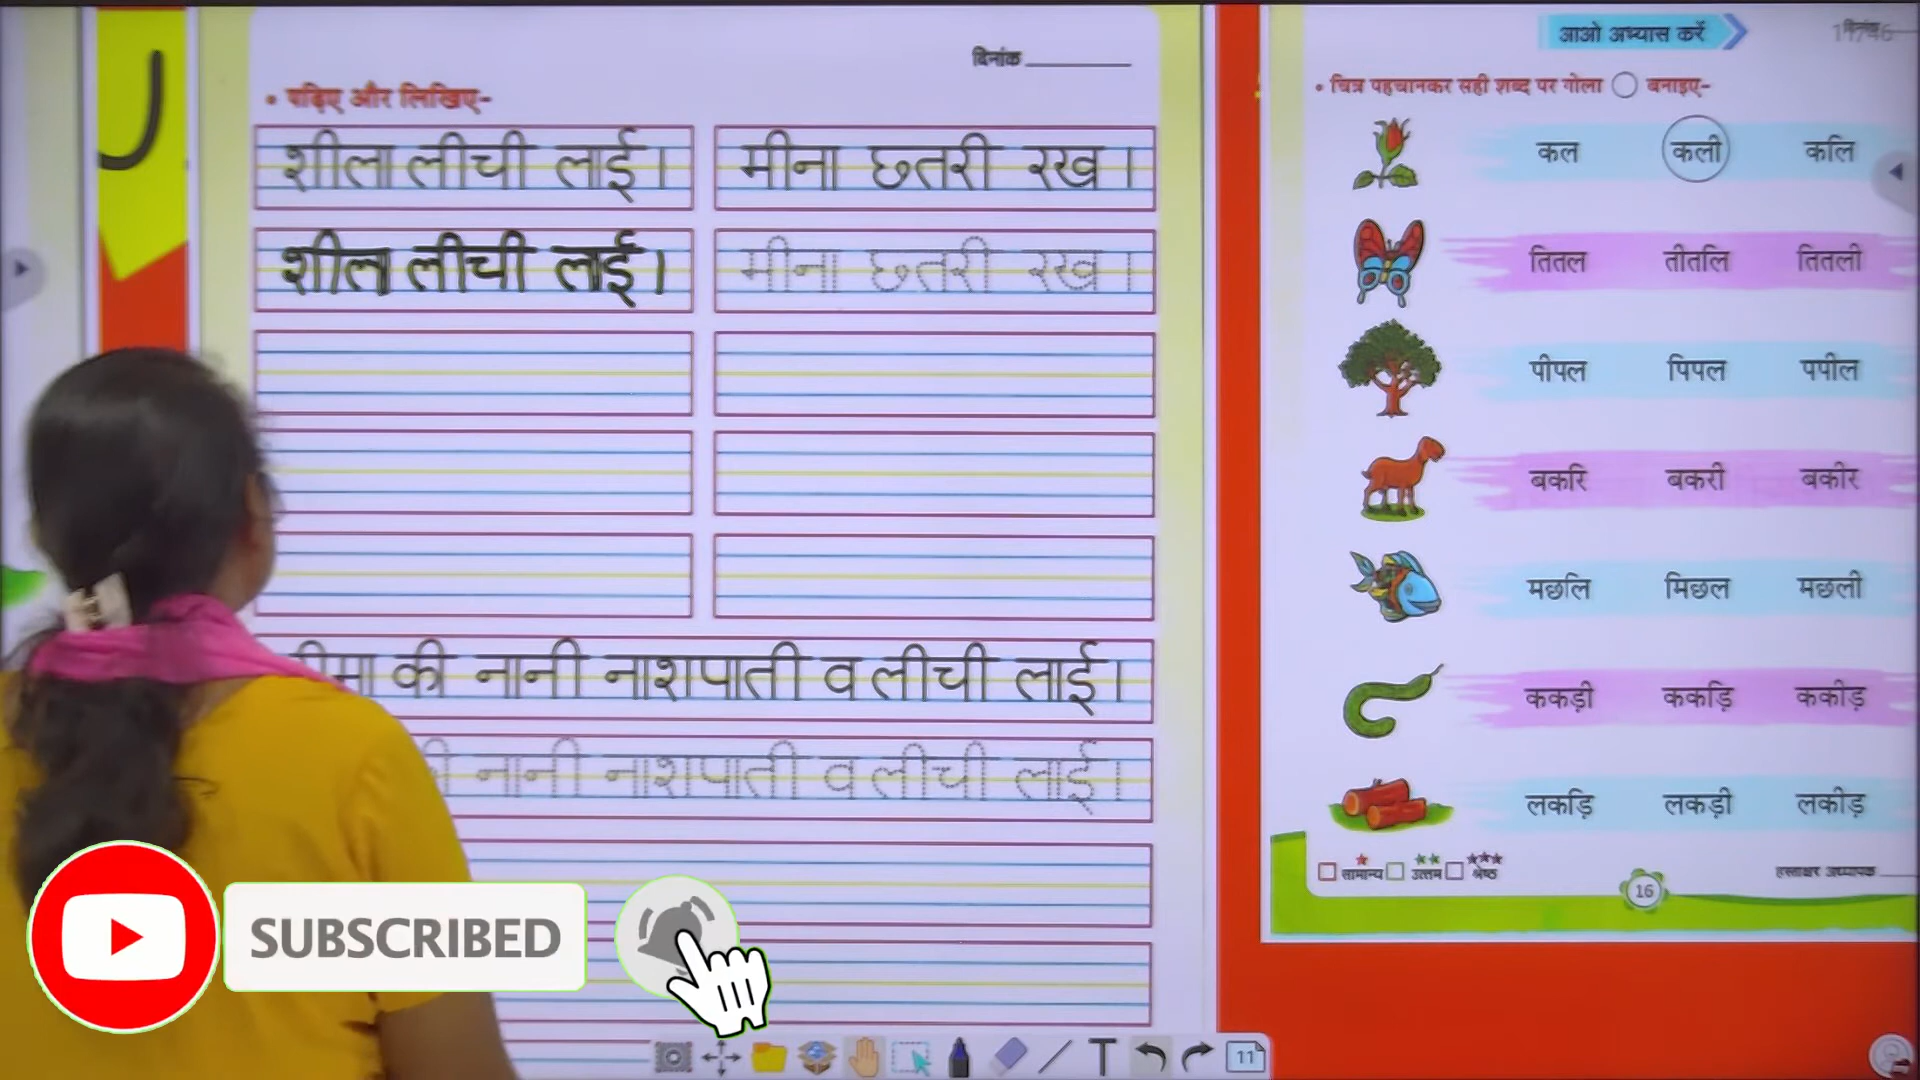 दिनांक
• पढ़िए और लिखिए-
शीला लीची लाई।
मीना छतरी रख।
शीला लीची लाई।
मीना छतरी रख।
मा की नानी नाशपाती व लीची लाई।
नानी नाशपाती व लीची लाई।
आओ अभ्यास करें
• चित्र पहचानकर सही शब्द पर गोला ◯ बनाइए-
कल कली कलि
तितल तीतलि तितली
पीपल पिपल पपील
बकरि बकरी बकीर
मछलि मिछल मछली
ककड़ी ककड़ि ककीड़
लकड़ि लकड़ी लकीड़
सामान्य उत्तम श्रेष्ठ
हस्ताक्षर अध्यापक
16
SUBSCRIBED
T
11